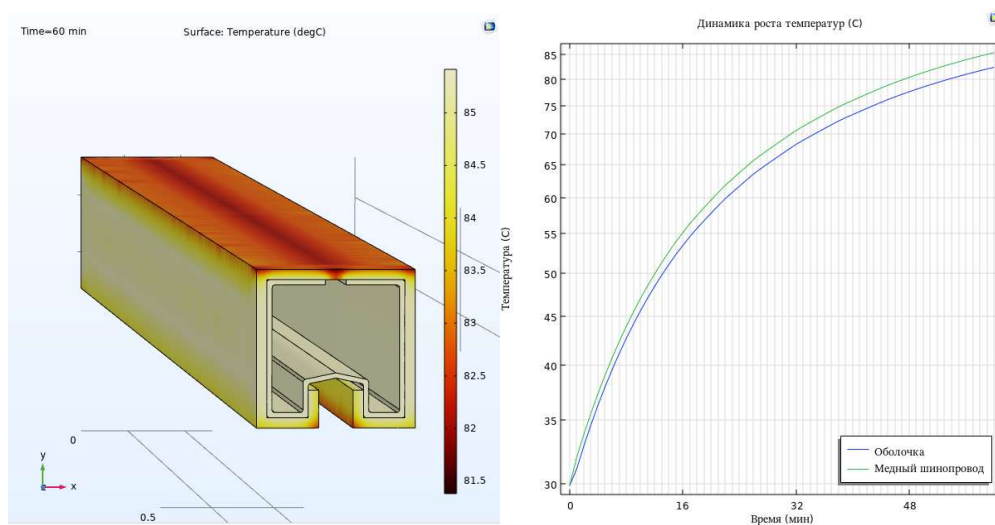 Time=60 min
Surface: Temperature (degC)
85
84.5
84
83.5
83
82.5
82
81.5
0
0.5
y
x
Динамика роста температур (C)
Температура (C)
85
80
75
70
65
60
55
50
45
40
35
30
0
16
32
48
Время (мин)
Оболочка
Медный шинопровод